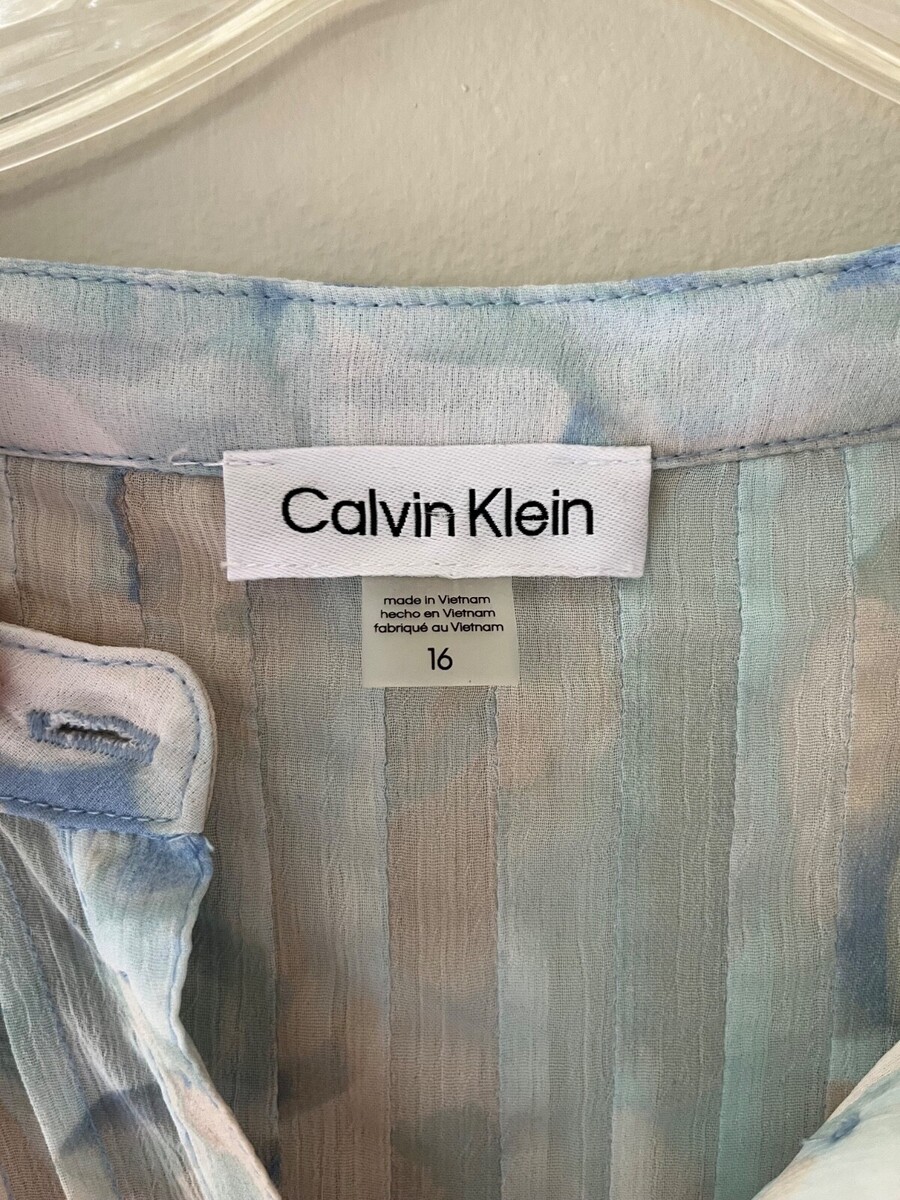 Calvin Klein
made in Vietnam
hecho en Vietnam
fabriqué au Vietnam
16